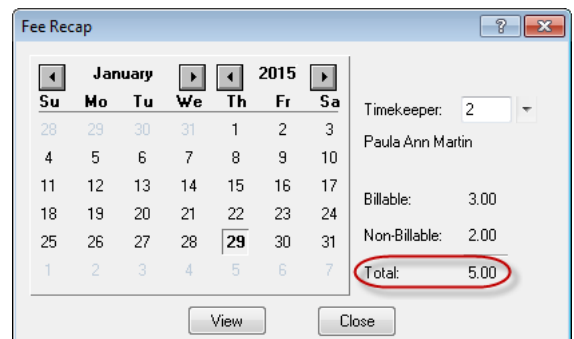 Fee Recap
January 2015
Su Mo Tu We Th Fr Sa
28 29 30 31 1 2 3
4 5 6 7 8 9 10
11 12 13 14 15 16 17
18 19 20 21 22 23 24
25 26 27 28 29 30 31
1 2 3 4 5 6 7
Timekeeper: 2
Paula Ann Martin
Billable: 3.00
Non-Billable: 2.00
Total: 5.00
View Close